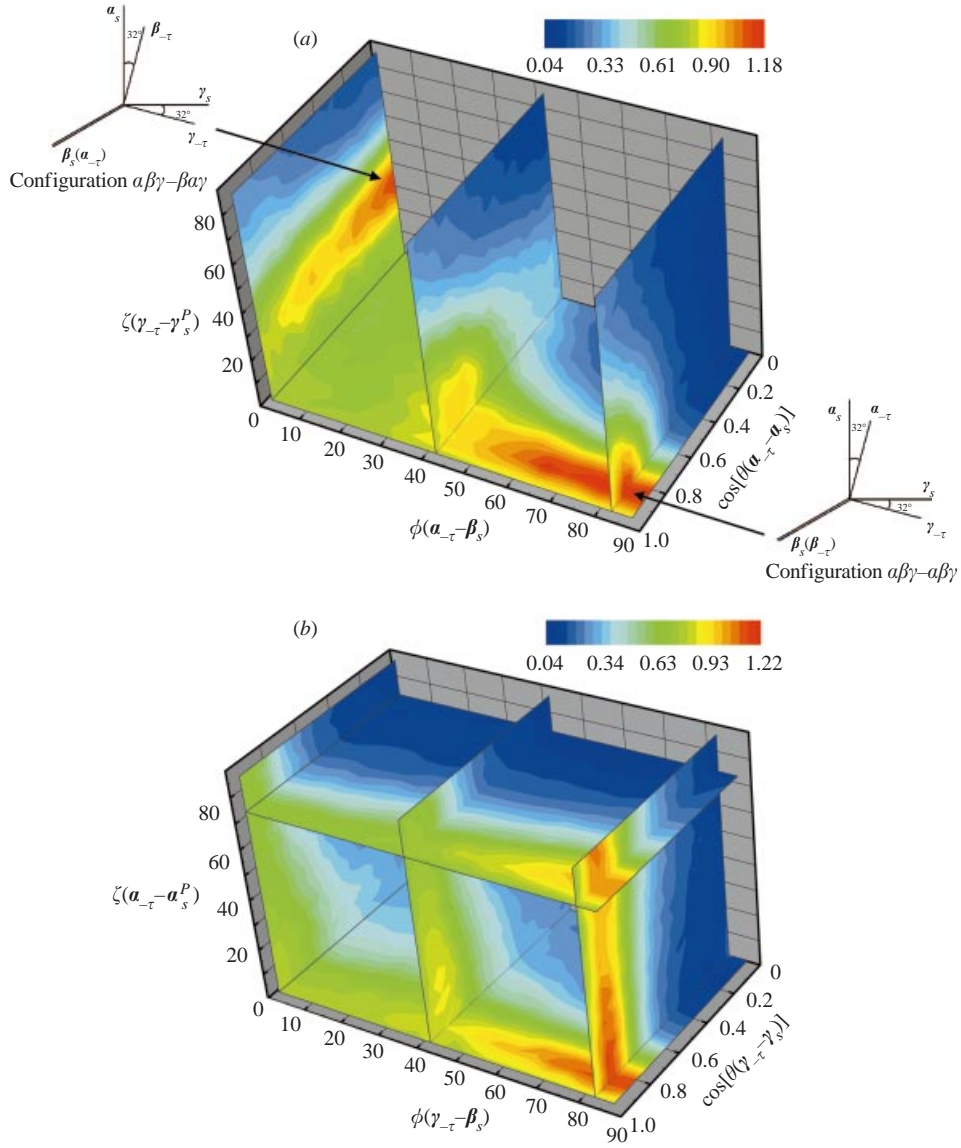 (a)
0.04 0.33 0.61 0.90 1.18
α_s
32°
β_−τ
γ_s
32°
γ_−τ
β_s(α_−τ)
Configuration αβγ–βαγ
80
60
40
20
ζ(γ_−τ–γ_s^P)
0 10 20 30 40 50 60 70 80 90
ϕ(α_−τ–β_s)
0
0.2
0.4
0.6
0.8
1.0
cos[θ(α_−τ–α_s)]
α_s
32°
α_−τ
γ_s
32°
γ_−τ
β_s(β_−τ)
Configuration αβγ–αβγ
(b)
0.04 0.34 0.63 0.93 1.22
80
60
40
20
ζ(α_−τ–α_s^P)
0 10 20 30 40 50 60 70 80 90
ϕ(γ_−τ–β_s)
0
0.2
0.4
0.6
0.8
1.0
cos[θ(γ_−τ–γ_s)]